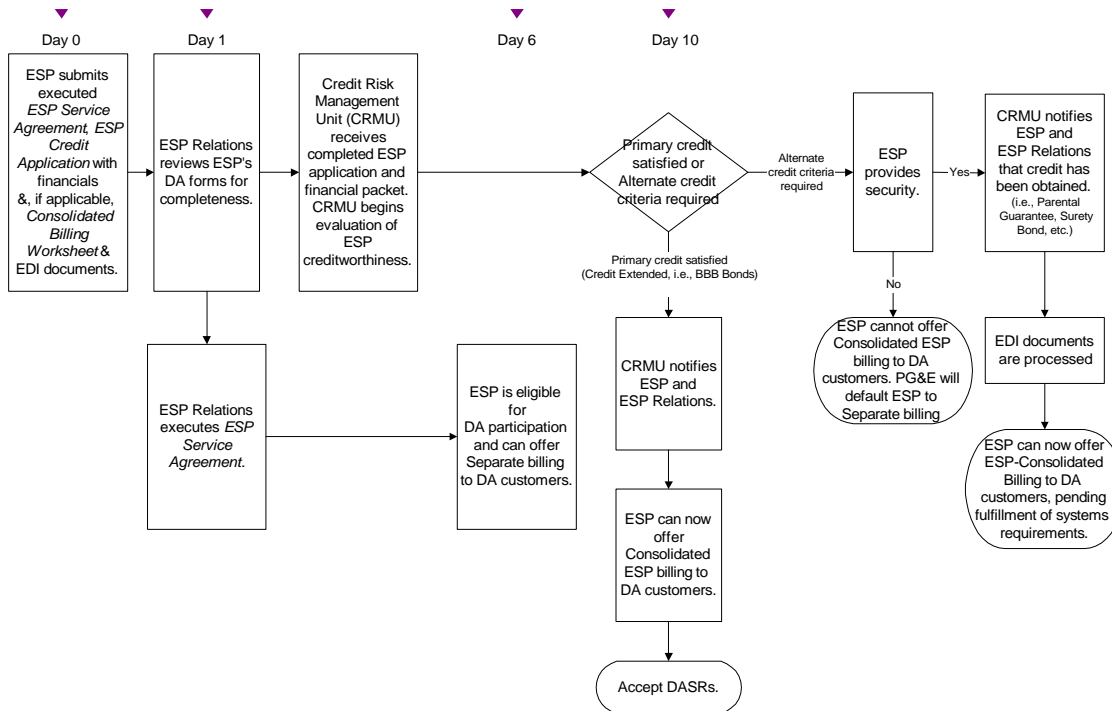 Day 0
Day 1
Day 6
Day 10
ESP submits
executed
ESP Service
Agreement, ESP
Credit
Application with
financials
&, if applicable,
Consolidated
Billing
Worksheet &
EDI documents.
ESP Relations
reviews ESP's
DA forms for
completeness.
Credit Risk
Management
Unit (CRMU)
receives
completed ESP
application and
financial packet.
CRMU begins
evaluation of
ESP
creditworthiness.
Primary credit
satisfied or
Alternate credit
criteria required
Alternate
credit criteria
required
ESP
provides
security.
Yes
CRMU notifies
ESP and
ESP Relations
that credit has
been obtained.
(i.e., Parental
Guarantee, Surety
Bond, etc.)
Primary credit satisfied
(Credit Extended, i.e., BBB Bonds)
No
ESP Relations
executes ESP
Service
Agreement.
ESP is eligible
for
DA participation
and can offer
Separate billing
to DA customers.
CRMU notifies
ESP and
ESP Relations.
ESP cannot offer
Consolidated ESP
billing to DA
customers. PG&E will
default ESP to
Separate billing
EDI documents
are processed
ESP can now offer
ESP-Consolidated
Billing to DA
customers, pending
fulfillment of systems
requirements.
ESP can now
offer
Consolidated
ESP billing to
DA customers.
Accept DASRs.